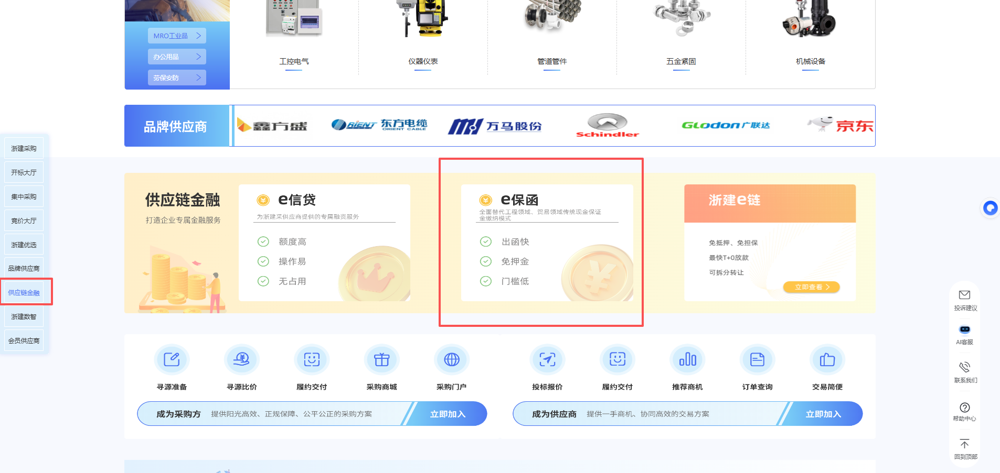 MRO工业品
办公用品
劳保安防
工控电气
仪器仪表
管道管件
五金紧固
机械设备
品牌供应商
鑫方盛
ORIENT 东方电缆
ORIENT CABLE
万马股份
Schindler
GLodon广联达
京东
浙建采购
开标大厅
集中采购
竞价大厅
浙建优选
品牌供应商
供应链金融
浙建数智
会员供应商
供应链金融
打造企业专属金融服务
e信贷
为浙建采供应商提供的专属融资服务
额度高
操作易
无占用
e保函
全面替代工程领域、贸易领域传统现金保证
金缴纳模式
出函快
免押金
门槛低
浙建e链
免抵押、免担保
最快T+0放款
可拆分转让
立即查看
寻源准备
寻源比价
履约交付
采购商城
采购门户
投标报价
履约交付
推荐商机
订单查询
交易简便
成为采购方
提供阳光高效、正规保障、公平公正的采购方案
立即加入
成为供应商
提供一手商机、协同高效的交易方案
立即加入
投诉建议
AI客服
联系我们
帮助中心
回到顶部